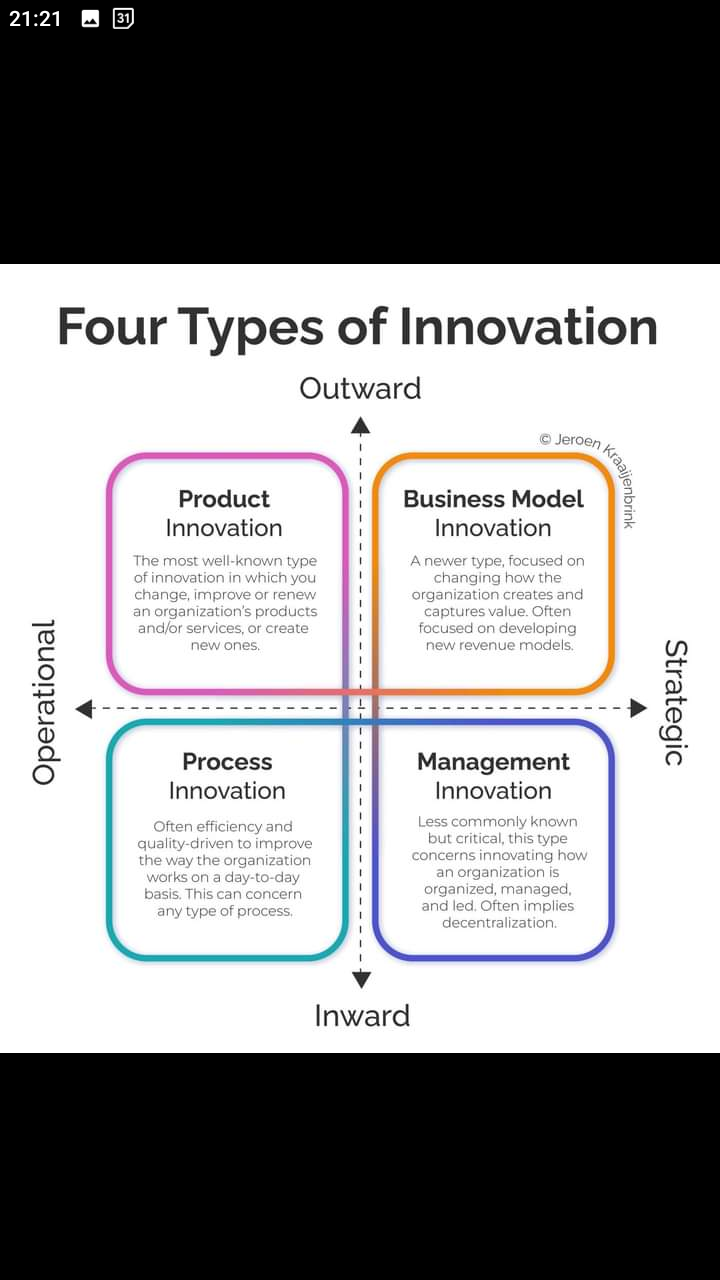 21:21
31
Four Types of Innovation
Outward
© Jeroen Kraaijenbrink
Product
Innovation
The most well-known type
of innovation in which you
change, improve or renew
an organization's products
and/or services, or create
new ones.
Business Model
Innovation
A newer type, focused on
changing how the
organization creates and
captures value. Often
focused on developing
new revenue models.
Operational
Strategic
Process
Innovation
Often efficiency and
quality-driven to improve
the way the organization
works on a day-to-day
basis. This can concern
any type of process.
Management
Innovation
Less commonly known
but critical, this type
concerns innovating how
an organization is
organized, managed,
and led. Often implies
decentralization.
Inward